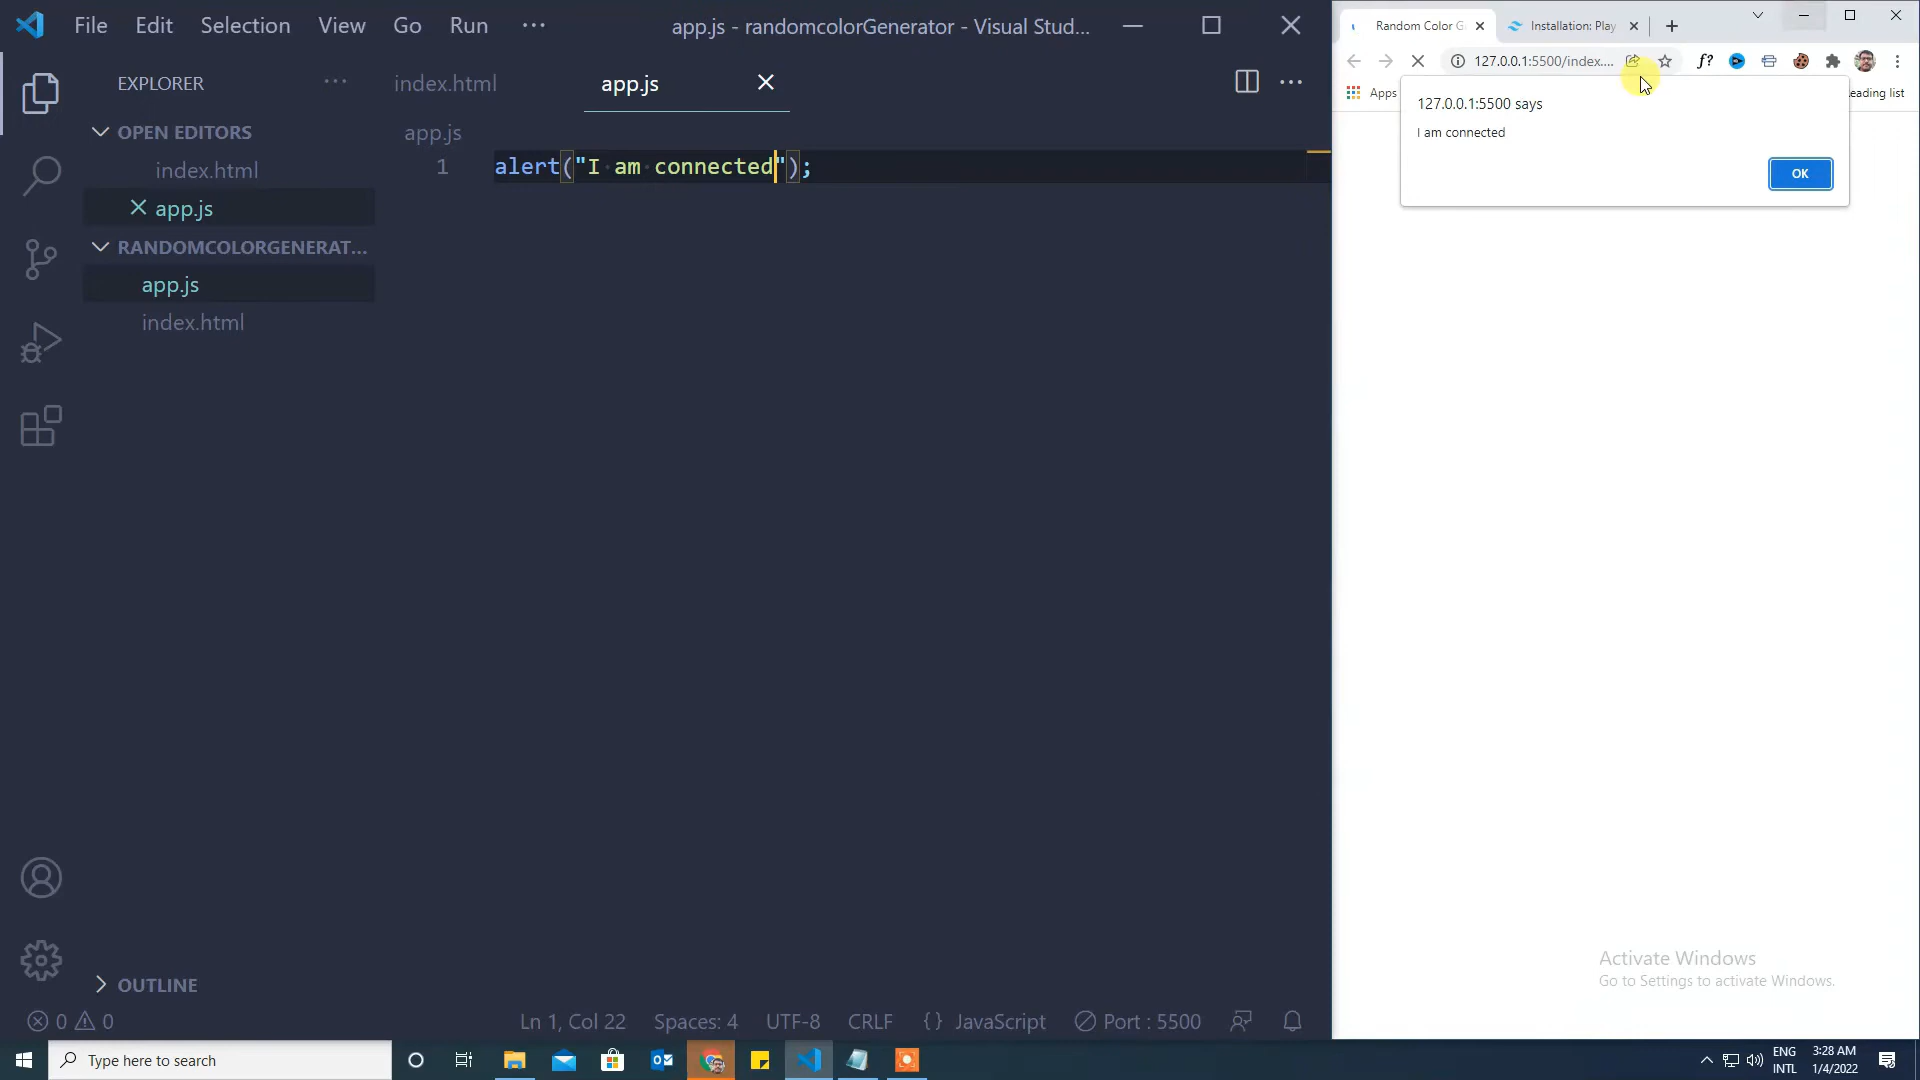 File Edit Selection View Go Run ···
app.js - randomcolorGenerator - Visual Stud...
EXPLORER
OPEN EDITORS
index.html
app.js
RANDOMCOLORGENERAT...
app.js
index.html
OUTLINE
index.html
app.js
app.js
1 alert("I am connected");
0 0
Ln 1, Col 22
Spaces: 4
UTF-8
CRLF
{} JavaScript
Port : 5500
Random Color G
Installation: Play
127.0.0.1:5500/index....
f?
Apps
eading list
127.0.0.1:5500 says
I am connected
OK
Activate Windows
Go to Settings to activate Windows.
Type here to search
ENG
INTL
3:28 AM
1/4/2022